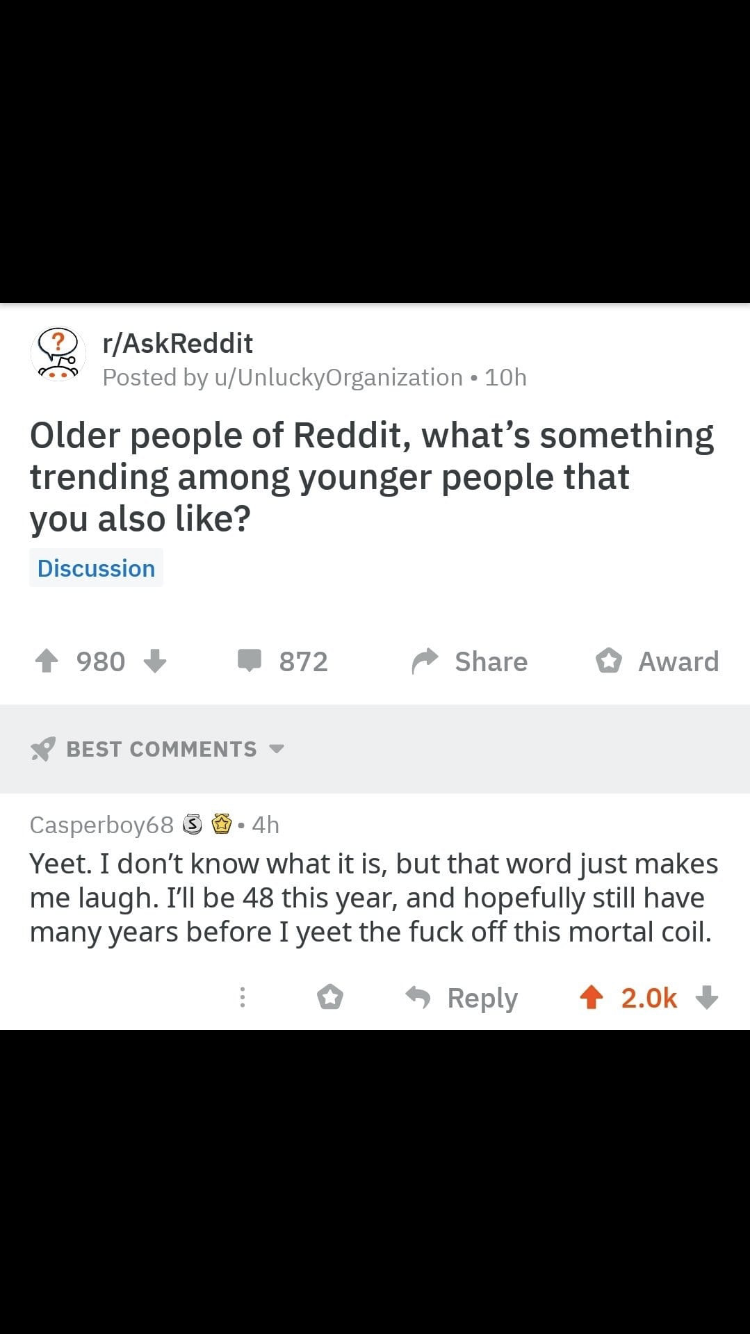 r/AskReddit
Posted by u/UnluckyOrganization • 10h
Older people of Reddit, what’s something
trending among younger people that
you also like?
Discussion
980 872 Share Award
BEST COMMENTS
Casperboy68 • 4h
Yeet. I don’t know what it is, but that word just makes
me laugh. I’ll be 48 this year, and hopefully still have
many years before I yeet the fuck off this mortal coil.
Reply 2.0k